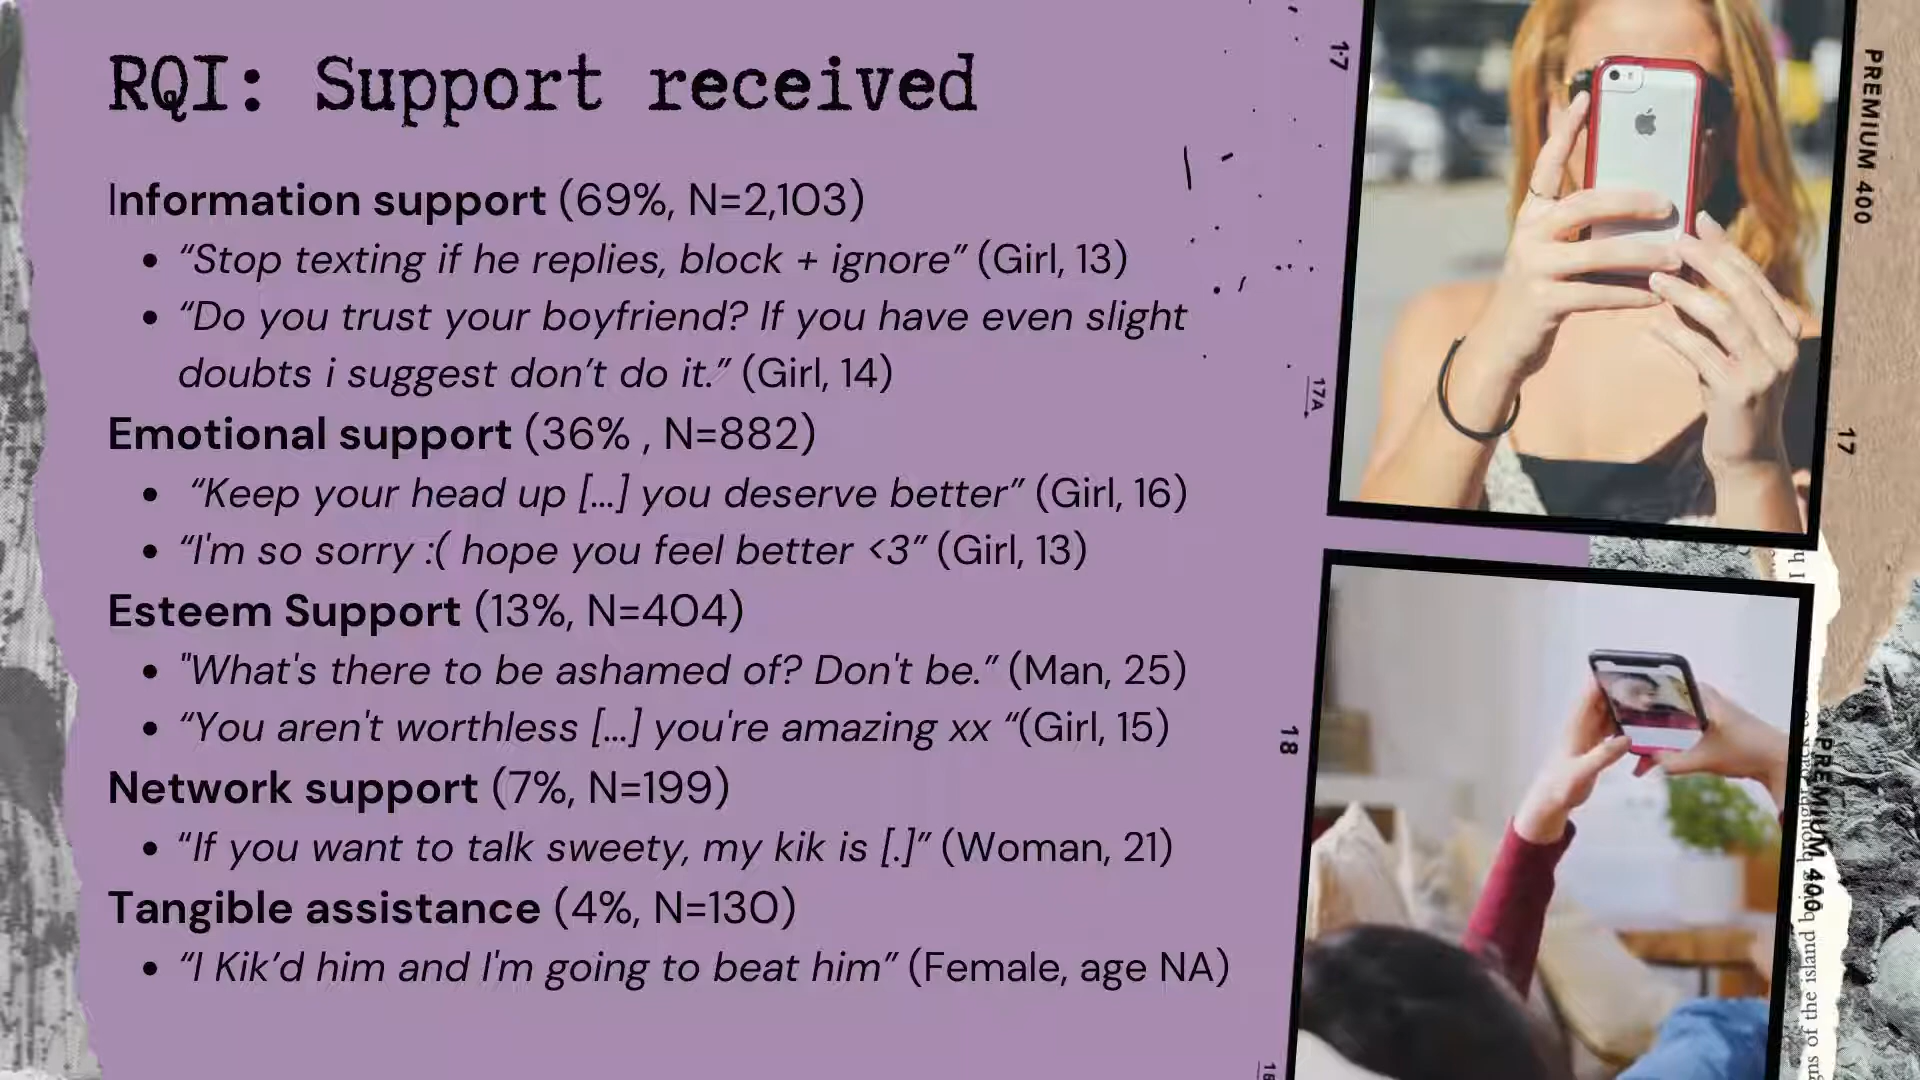 RQI: Support received
Information support (69%, N=2,103)
• “Stop texting if he replies, block + ignore” (Girl, 13)
• “Do you trust your boyfriend? If you have even slight
doubts i suggest don’t do it.” (Girl, 14)
Emotional support (36% , N=882)
• “Keep your head up [...] you deserve better” (Girl, 16)
• “I'm so sorry :( hope you feel better <3” (Girl, 13)
Esteem Support (13%, N=404)
• "What's there to be ashamed of? Don't be.” (Man, 25)
• “You aren't worthless [...] you're amazing xx “(Girl, 15)
Network support (7%, N=199)
• “If you want to talk sweety, my kik is [.]” (Woman, 21)
Tangible assistance (4%, N=130)
• “I Kik’d him and I'm going to beat him” (Female, age NA)
17
PREMIUM 400
17A
17
18
PREMIUM 400
of the island